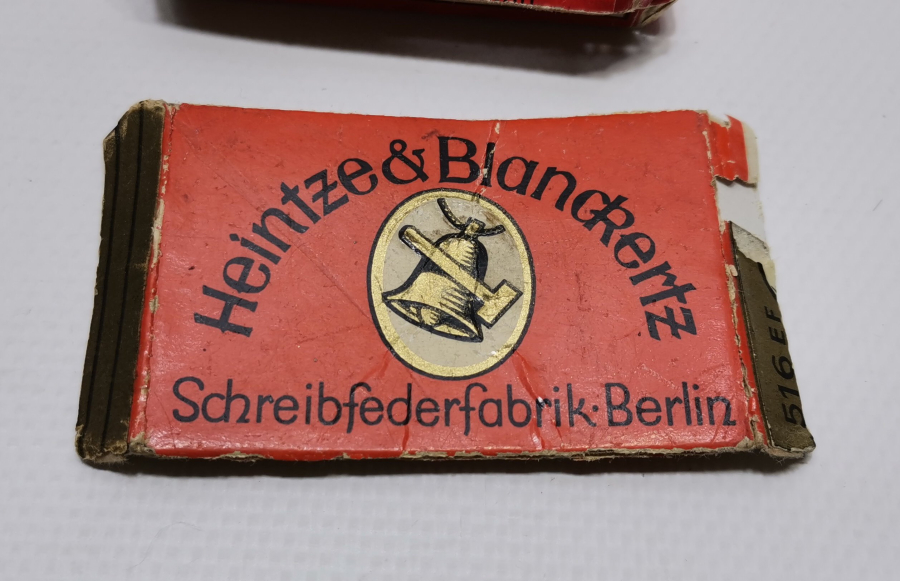 Heintze & Blanckertz
Schreibfederfabrik · Berlin
516 EF